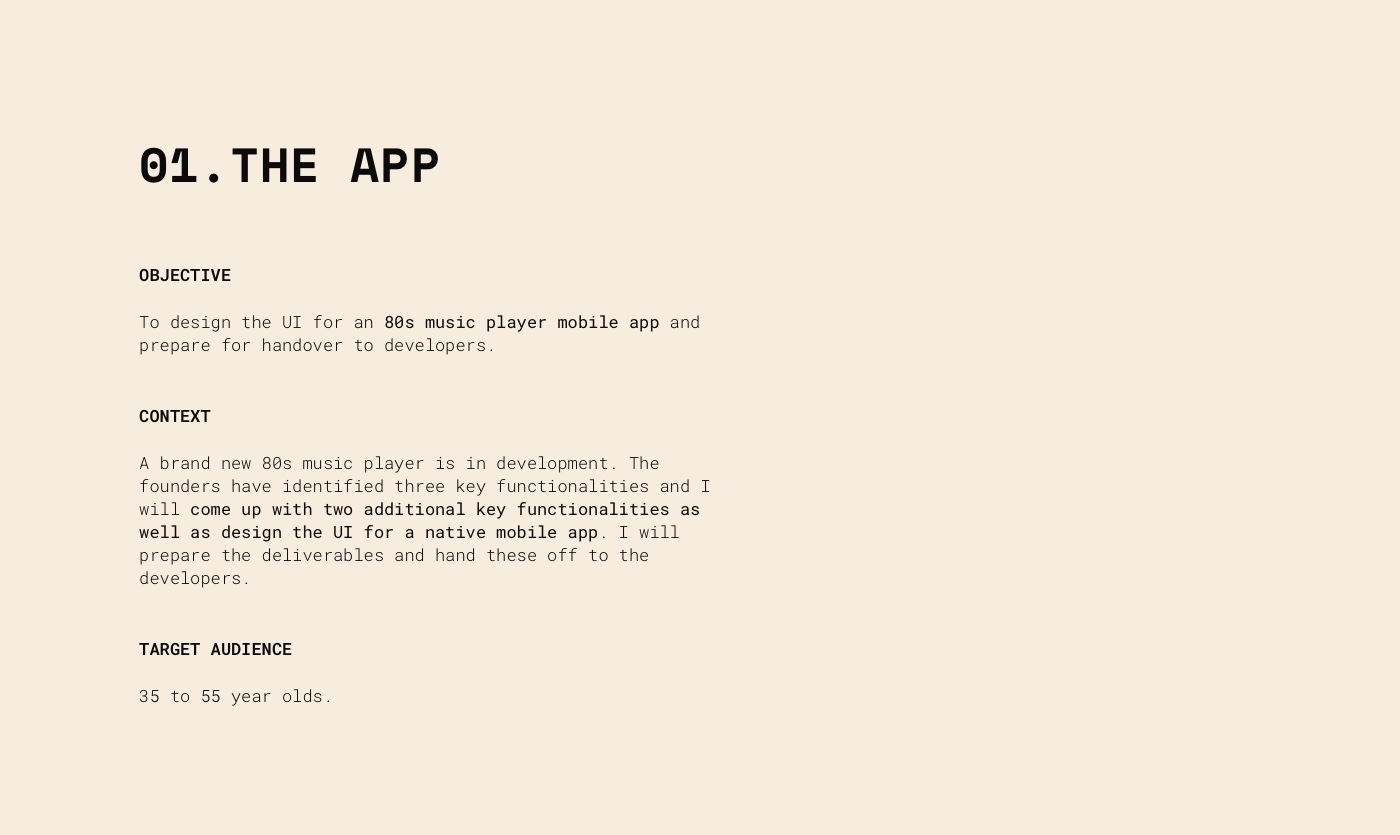 01.THE APP
OBJECTIVE
To design the UI for an 80s music player mobile app and
prepare for handover to developers.
CONTEXT
A brand new 80s music player is in development. The
founders have identified three key functionalities and I
will come up with two additional key functionalities as
well as design the UI for a native mobile app. I will
prepare the deliverables and hand these off to the
developers.
TARGET AUDIENCE
35 to 55 year olds.